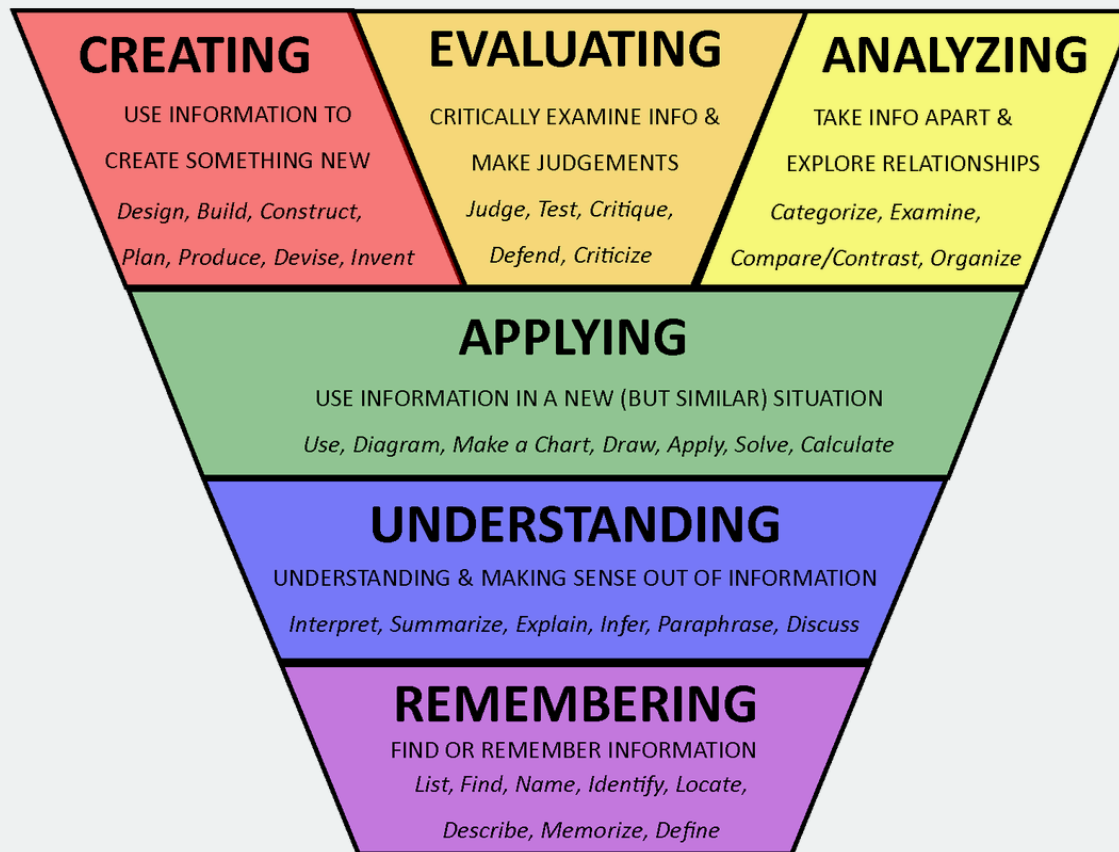 CREATING
USE INFORMATION TO
CREATE SOMETHING NEW
Design, Build, Construct,
Plan, Produce, Devise, Invent
EVALUATING
CRITICALLY EXAMINE INFO &
MAKE JUDGEMENTS
Judge, Test, Critique,
Defend, Criticize
ANALYZING
TAKE INFO APART &
EXPLORE RELATIONSHIPS
Categorize, Examine,
Compare/Contrast, Organize
APPLYING
USE INFORMATION IN A NEW (BUT SIMILAR) SITUATION
Use, Diagram, Make a Chart, Draw, Apply, Solve, Calculate
UNDERSTANDING
UNDERSTANDING & MAKING SENSE OUT OF INFORMATION
Interpret, Summarize, Explain, Infer, Paraphrase, Discuss
REMEMBERING
FIND OR REMEMBER INFORMATION
List, Find, Name, Identify, Locate,
Describe, Memorize, Define